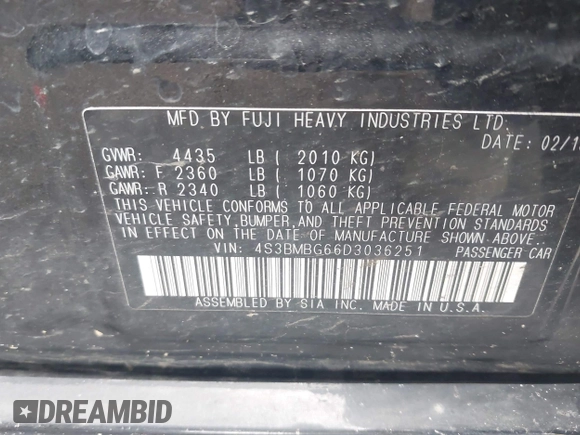 MFD BY FUJI HEAVY INDUSTRIES LTD.
DATE: 02/1
GVWR: 4435 LB ( 2010 KG)
GAWR: F 2360 LB ( 1070 KG)
GAWR: R 2340 LB ( 1060 KG)
THIS VEHICLE CONFORMS TO ALL APPLICABLE FEDERAL MOTOR
VEHICLE SAFETY, BUMPER, AND THEFT PREVENTION STANDARDS
IN EFFECT ON THE DATE OF MANUFACTURE SHOWN ABOVE.
VIN: 4S3BMBG66D3036251 PASSENGER CAR
ASSEMBLED BY SIA INC. MADE IN U.S.A.
DREAMBID